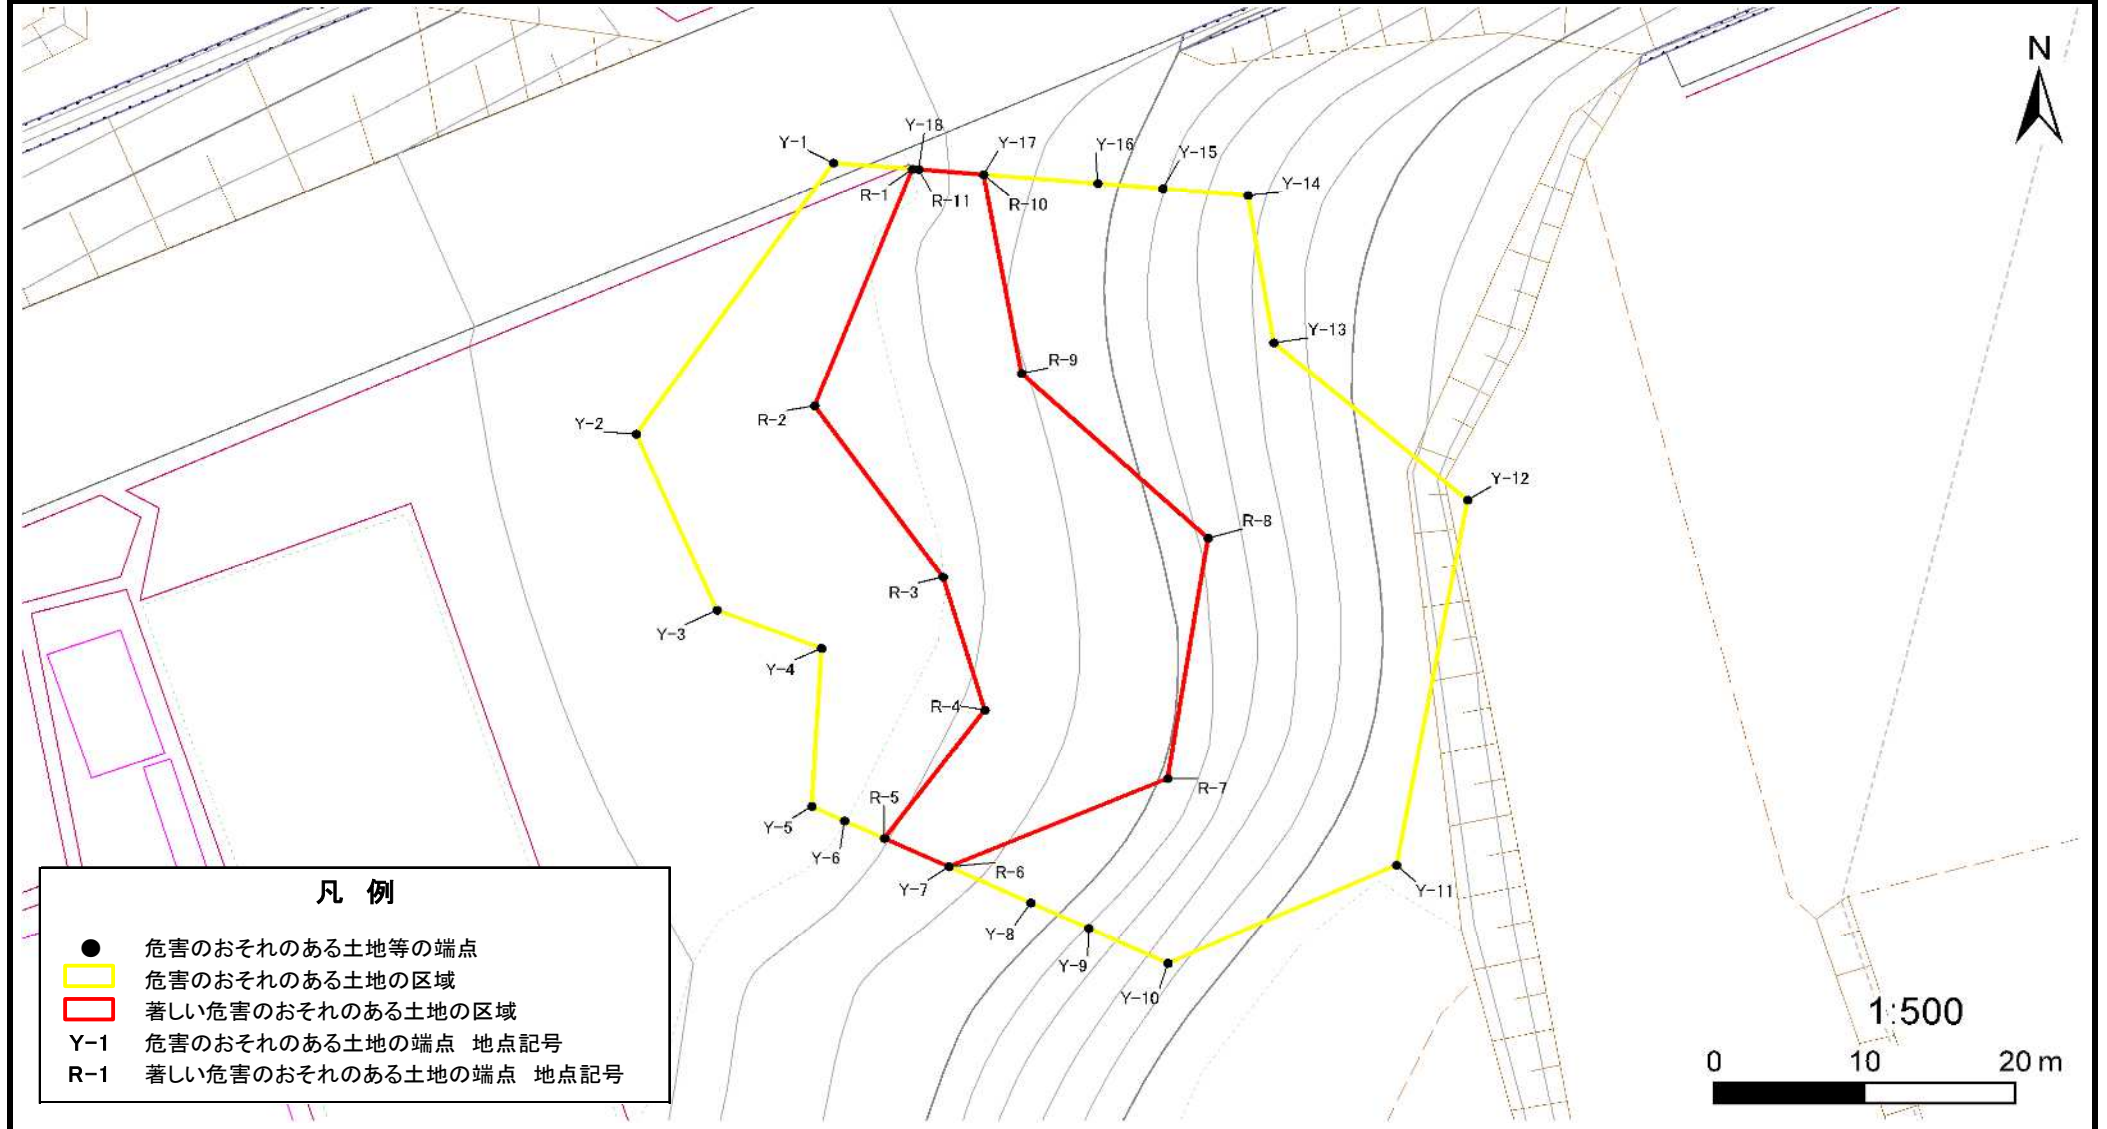 N
Y-18
Y-1
Y-17
Y-16
Y-15
Y-14
R-1
R-11
R-10
Y-13
R-9
R-2
Y-2
Y-12
R-8
R-3
Y-3
Y-4
R-4
R-7
R-5
Y-5
Y-6
R-6
Y-7
Y-11
Y-8
Y-9
Y-10
凡 例
危害のおそれのある土地等の端点
危害のおそれのある土地の区域
著しい危害のおそれのある土地の区域
Y-1 危害のおそれのある土地の端点 地点記号
R-1 著しい危害のおそれのある土地の端点 地点記号
1:500
0 10 20 m